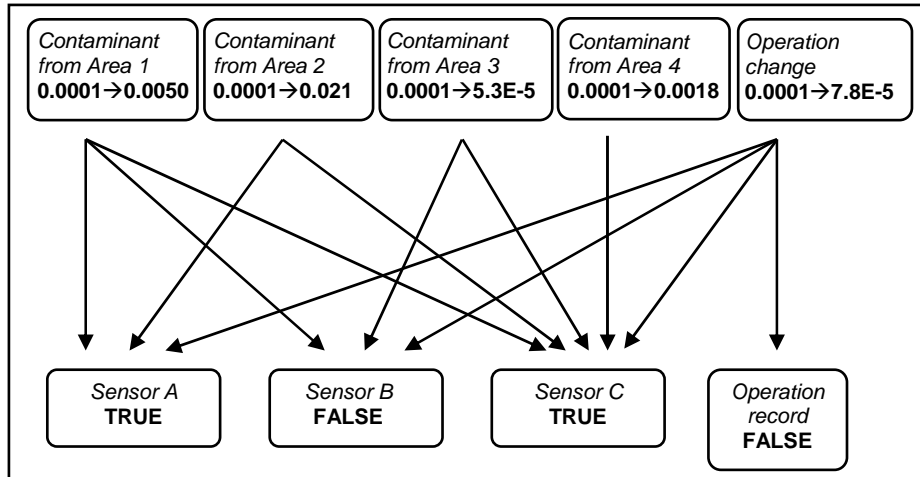 Contaminant
from Area 1
0.0001→0.0050
Contaminant
from Area 2
0.0001→0.021
Contaminant
from Area 3
0.0001→5.3E-5
Contaminant
from Area 4
0.0001→0.0018
Operation
change
0.0001→7.8E-5
Sensor A
TRUE
Sensor B
FALSE
Sensor C
TRUE
Operation
record
FALSE